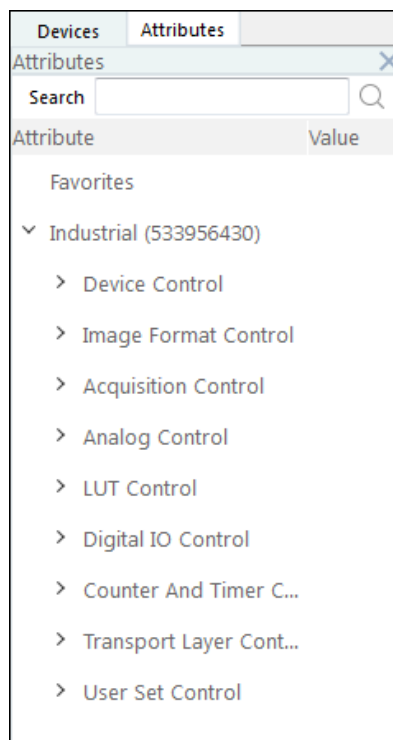 Devices Attributes
Attributes
Search
Attribute Value
Favorites
Industrial (533956430)
Device Control
Image Format Control
Acquisition Control
Analog Control
LUT Control
Digital IO Control
Counter And Timer C...
Transport Layer Cont...
User Set Control